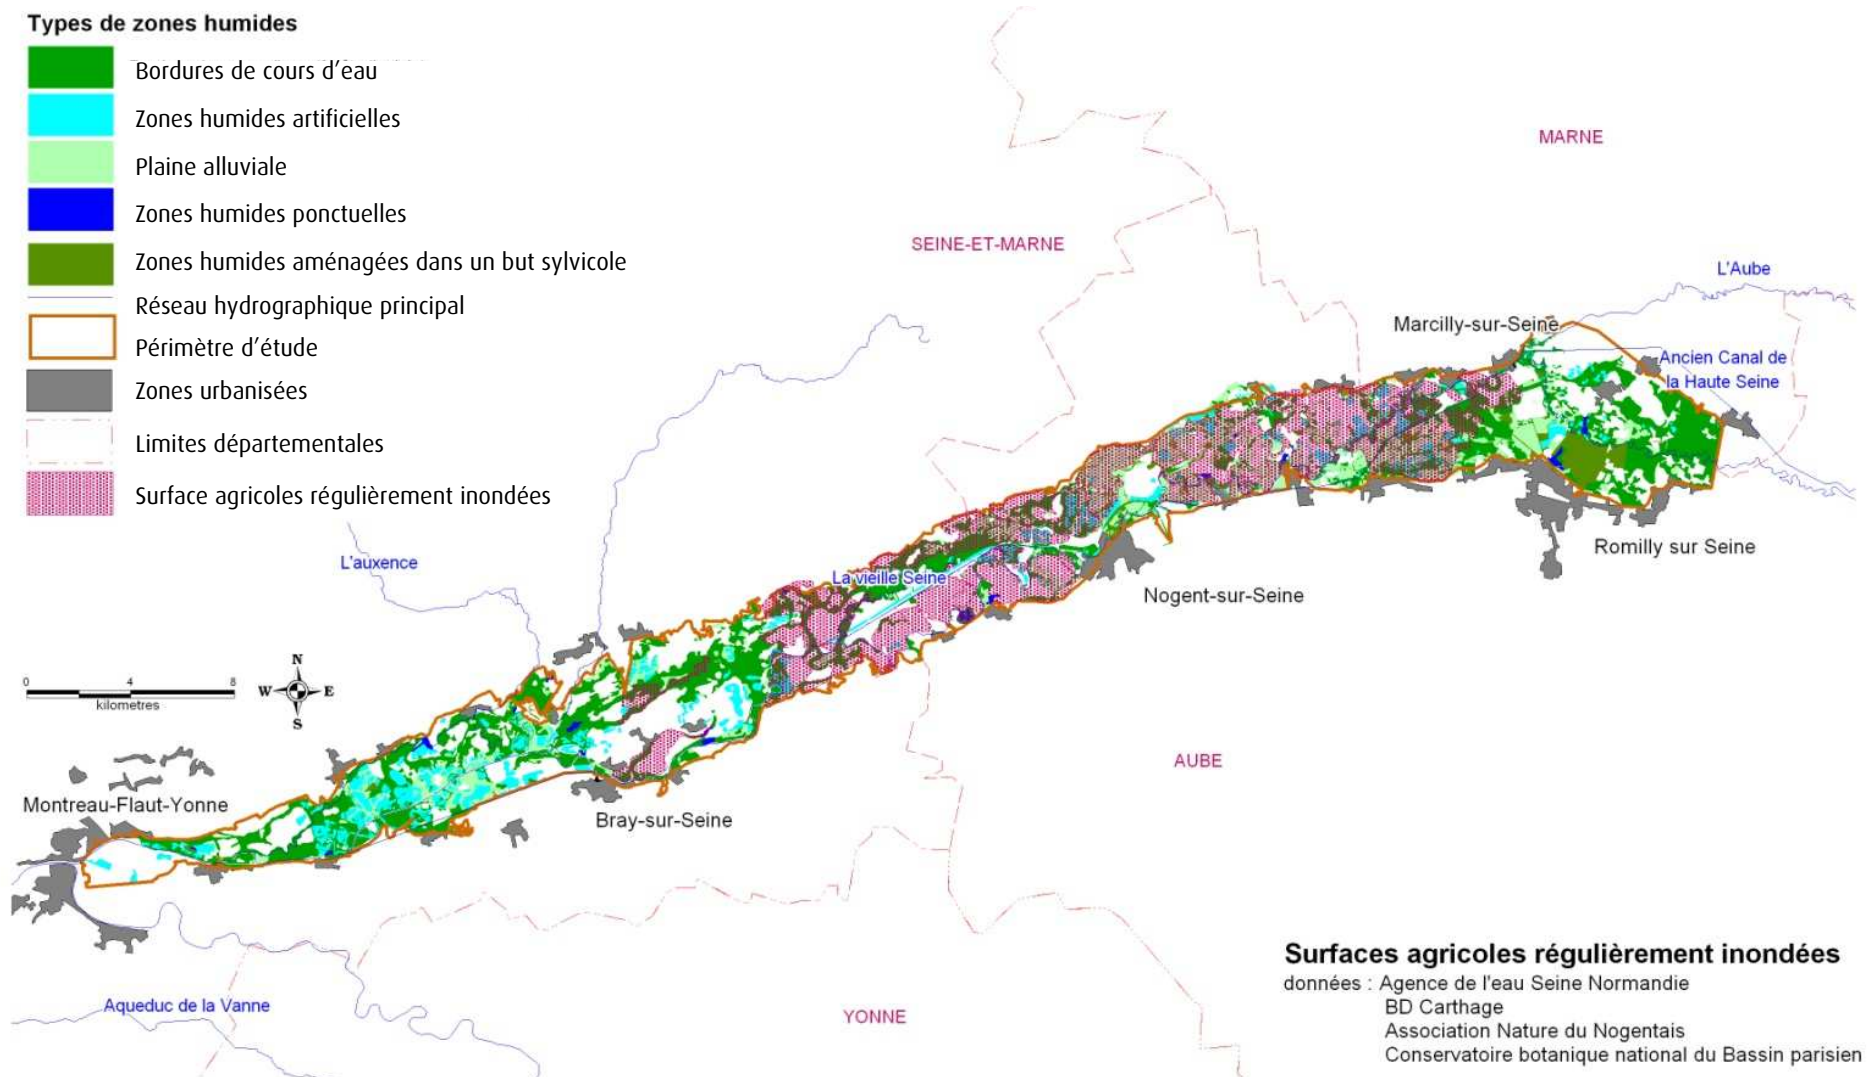 Types de zones humides
Bordures de cours d'eau
Zones humides artificielles
Plaine alluviale
Zones humides ponctuelles
Zones humides aménagées dans un but sylvicole
Réseau hydrographique principal
Périmètre d'étude
Zones urbanisées
Limites départementales
Surface agricoles régulièrement inondées
MARNE
SEINE-ET-MARNE
L'Aube
Marcilly-sur-Seine
Ancien Canal de
la Haute Seine
Romilly sur Seine
L'auxence
La vieille Seine
Nogent-sur-Seine
N
W
E
S
0
4
8
kilometres
AUBE
Montreau-Flaut-Yonne
Bray-sur-Seine
Aqueduc de la Vanne
YONNE
Surfaces agricoles régulièrement inondées
données : Agence de l'eau Seine Normandie
BD Carthage
Association Nature du Nogentais
Conservatoire botanique national du Bassin parisien